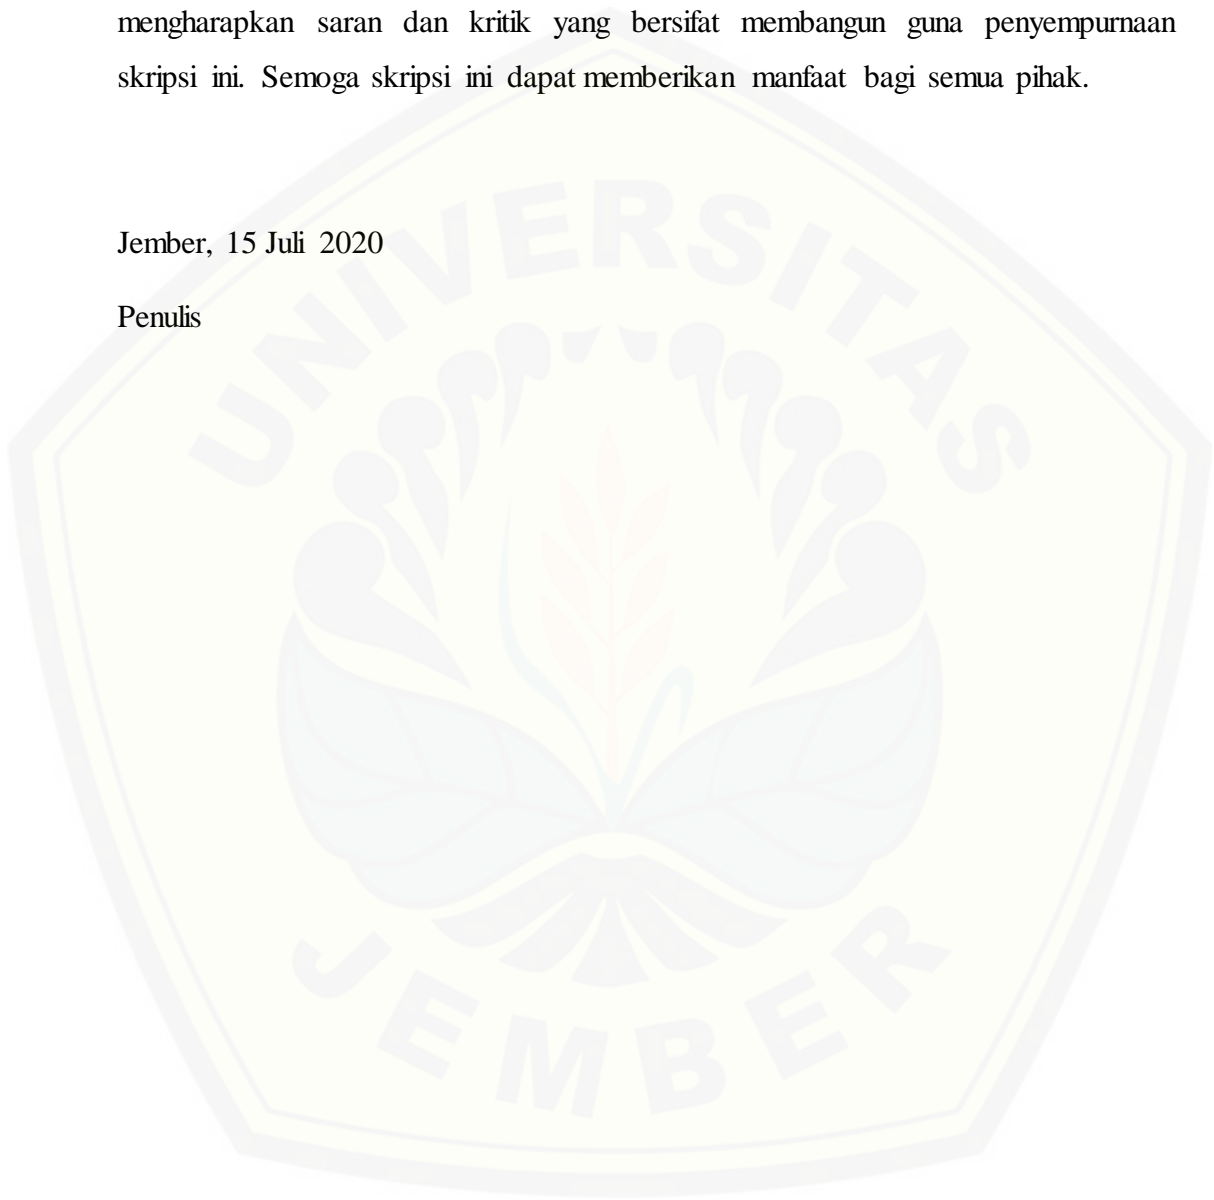 mengharapkan saran dan kritik yang bersifat membangun guna penyempurnaan
skripsi ini. Semoga skripsi ini dapat memberikan manfaat bagi semua pihak.
Jember, 15 Juli 2020
Penulis
UNIVERSITAS
JEMBER